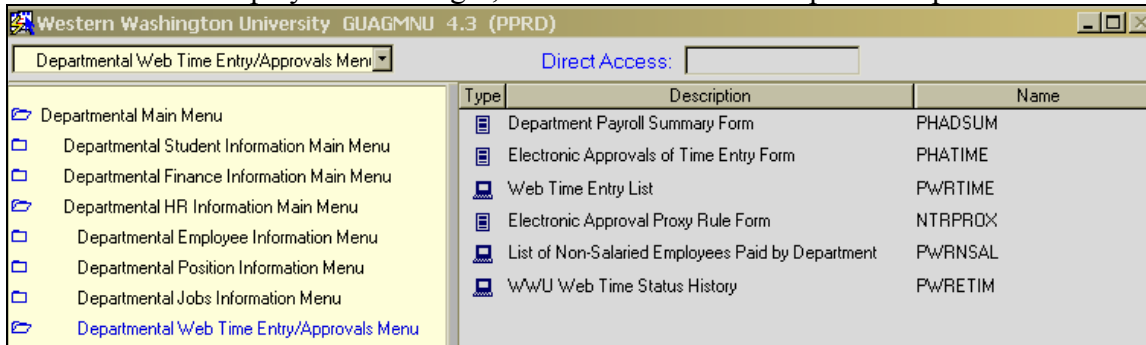 Western Washington University GUAGMNU 4.3 (PPRD)
Departmental Web Time Entry/Approvals Menu
Direct Access:
Departmental Main Menu
Departmental Student Information Main Menu
Departmental Finance Information Main Menu
Departmental HR Information Main Menu
Departmental Employee Information Menu
Departmental Position Information Menu
Departmental Jobs Information Menu
Departmental Web Time Entry/Approvals Menu
Type Description Name
Department Payroll Summary Form PHADSUM
Electronic Approvals of Time Entry Form PHATIME
Web Time Entry List PWRTIME
Electronic Approval Proxy Rule Form NTRPROX
List of Non-Salaried Employees Paid by Department PWRNSAL
WWU Web Time Status History PWRETIM